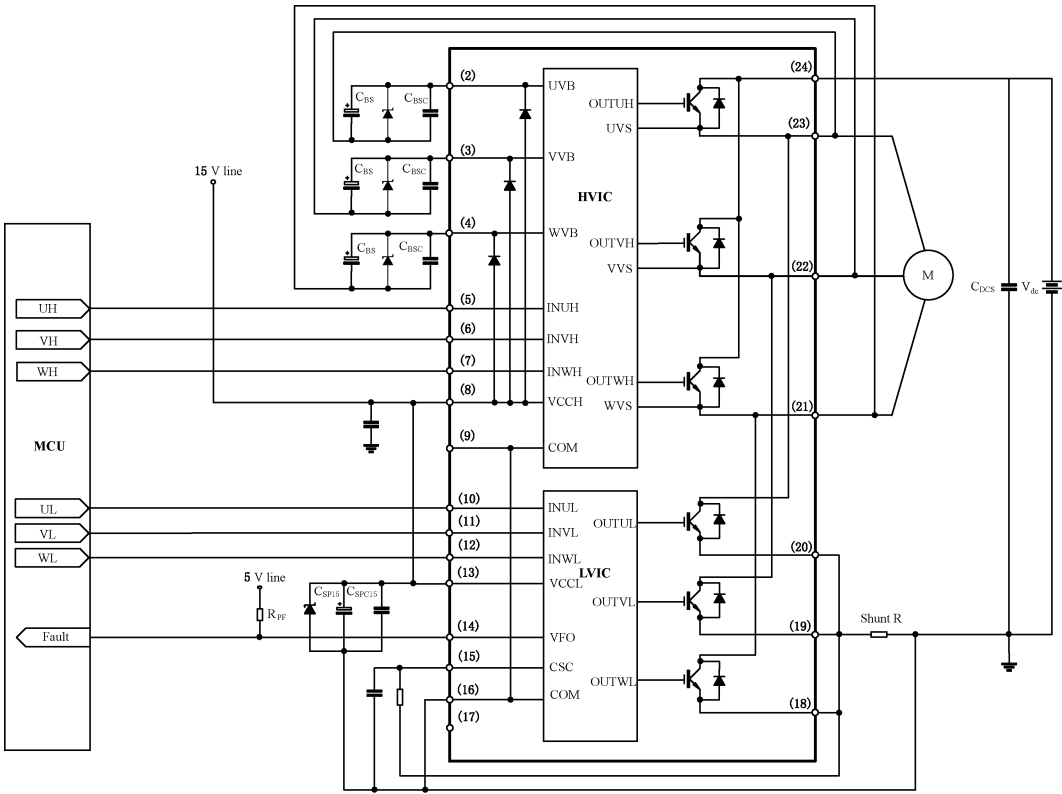 (2)
UVB
(24)
C_BS
C_BSC
OUTUH
UVS
(23)
(3)
VVB
15 V line
C_BS
C_BSC
HVIC
(4)
WVB
C_BS
C_BSC
OUTVH
VVS
(22)
M
C_DCS
V_dc
UH
(5)
INUH
VH
(6)
INVH
WH
(7)
INWH
OUTWH
(8)
VCCH
WVS
(21)
MCU
(9)
COM
UL
(10)
INUL
VL
(11)
INVL
OUTUL
WL
(12)
INWL
(20)
LVIC
5 V line
(13)
VCCL
C_SP15
C_SPC15
R_PF
OUTVL
Shunt R
Fault
(14)
VFO
(19)
(15)
CSC
OUTWL
(16)
COM
(18)
(17)